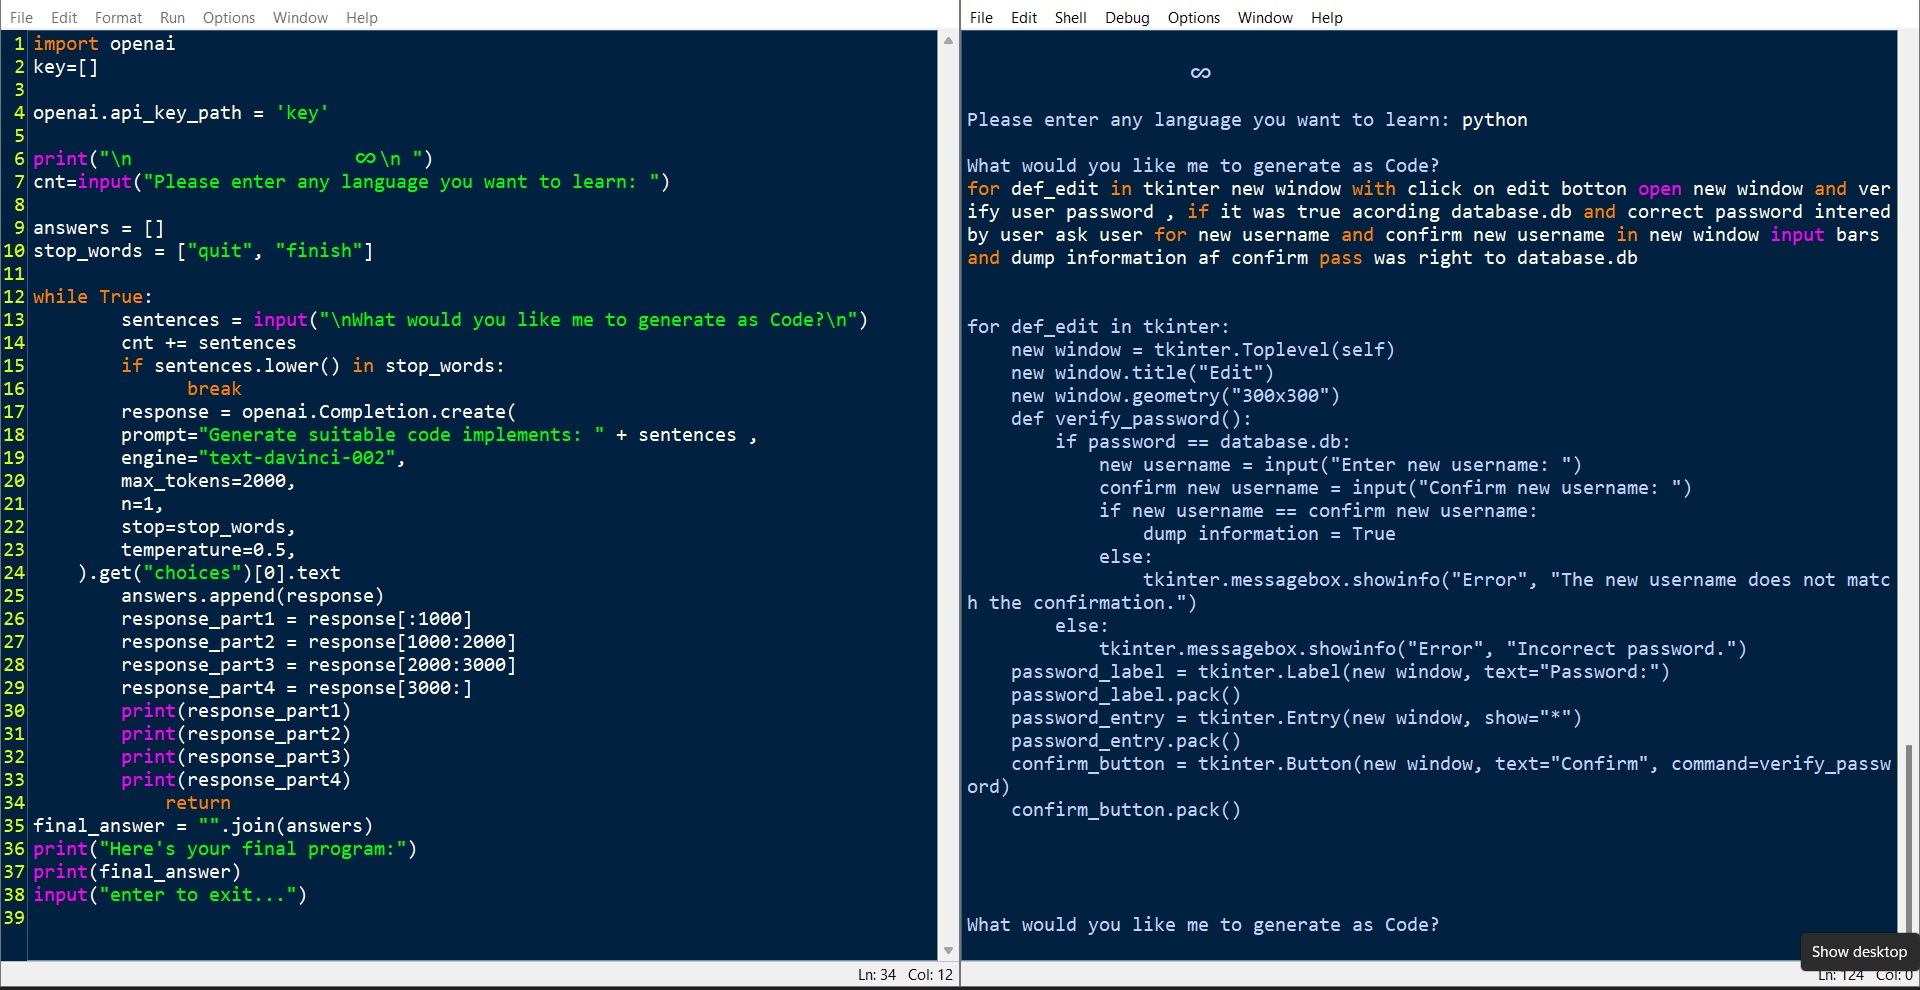 File Edit Format Run Options Window Help
1 import openai
2 key=[]
3
4 openai.api_key_path = 'key'
5
6 print("\n                    ∞\n ")
7 cnt=input("Please enter any language you want to learn: ")
8
9 answers = []
10 stop_words = ["quit", "finish"]
11
12 while True:
13         sentences = input("\nWhat would you like me to generate as Code?\n")
14         cnt += sentences
15         if sentences.lower() in stop_words:
16               break
17         response = openai.Completion.create(
18         prompt="Generate suitable code implements: " + sentences ,
19         engine="text-davinci-002",
20         max_tokens=2000,
21         n=1,
22         stop=stop_words,
23         temperature=0.5,
24     ).get("choices")[0].text
25         answers.append(response)
26         response_part1 = response[:1000]
27         response_part2 = response[1000:2000]
28         response_part3 = response[2000:3000]
29         response_part4 = response[3000:]
30         print(response_part1)
31         print(response_part2)
32         print(response_part3)
33         print(response_part4)
34             return
35 final_answer = "".join(answers)
36 print("Here's your final program:")
37 print(final_answer)
38 input("enter to exit...")
39
Ln: 34 Col: 12
File Edit Shell Debug Options Window Help
∞
Please enter any language you want to learn: python
What would you like me to generate as Code?
for def_edit in tkinter new window with click on edit botton open new window and ver
ify user password , if it was true acording database.db and correct password intered
by user ask user for new username and confirm new username in new window input bars
and dump information af confirm pass was right to database.db
for def_edit in tkinter:
    new window = tkinter.Toplevel(self)
    new window.title("Edit")
    new window.geometry("300x300")
    def verify_password():
        if password == database.db:
            new username = input("Enter new username: ")
            confirm new username = input("Confirm new username: ")
            if new username == confirm new username:
                dump information = True
            else:
                tkinter.messagebox.showinfo("Error", "The new username does not matc
h the confirmation.")
        else:
            tkinter.messagebox.showinfo("Error", "Incorrect password.")
    password_label = tkinter.Label(new window, text="Password:")
    password_label.pack()
    password_entry = tkinter.Entry(new window, show="*")
    password_entry.pack()
    confirm_button = tkinter.Button(new window, text="Confirm", command=verify_passw
ord)
    confirm_button.pack()
What would you like me to generate as Code?
Show desktop
Ln: 124 Col: 0